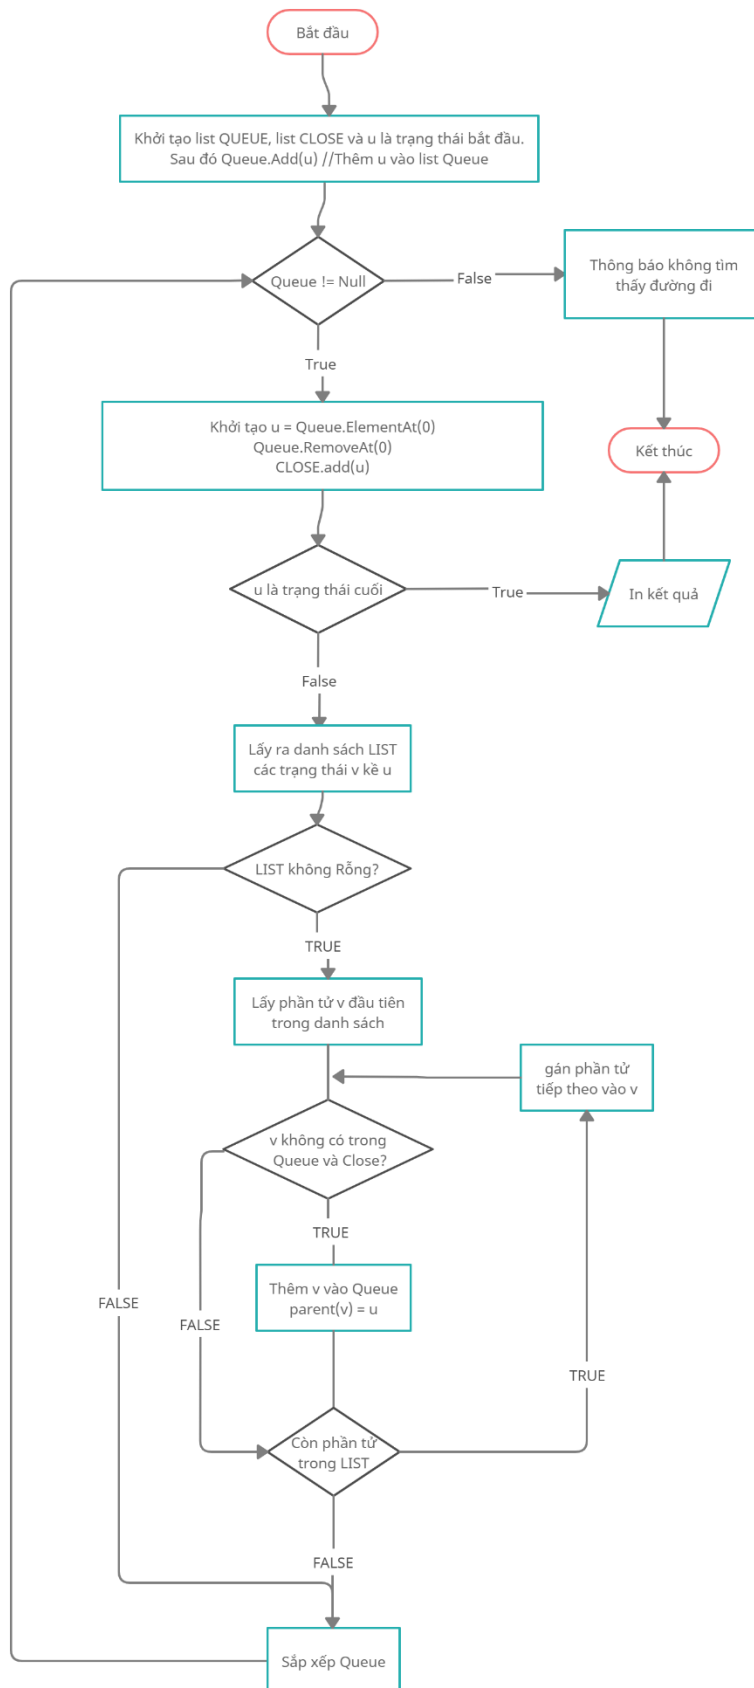 Bắt đầu
Khởi tạo list QUEUE, list CLOSE và u là trạng thái bắt đầu.
Sau đó Queue.Add(u) //Thêm u vào list Queue
Queue != Null
False
Thông báo không tìm
thấy đường đi
True
Khởi tạo u = Queue.ElementAt(0)
Queue.RemoveAt(0)
CLOSE.add(u)
Kết thúc
u là trạng thái cuối
True
In kết quả
False
Lấy ra danh sách LIST
các trạng thái v kề u
LIST không Rỗng?
TRUE
Lấy phần tử v đầu tiên
trong danh sách
gán phần tử
tiếp theo vào v
v không có trong
Queue và Close?
TRUE
Thêm v vào Queue
parent(v) = u
FALSE
FALSE
TRUE
Còn phần tử
trong LIST
FALSE
Sắp xếp Queue